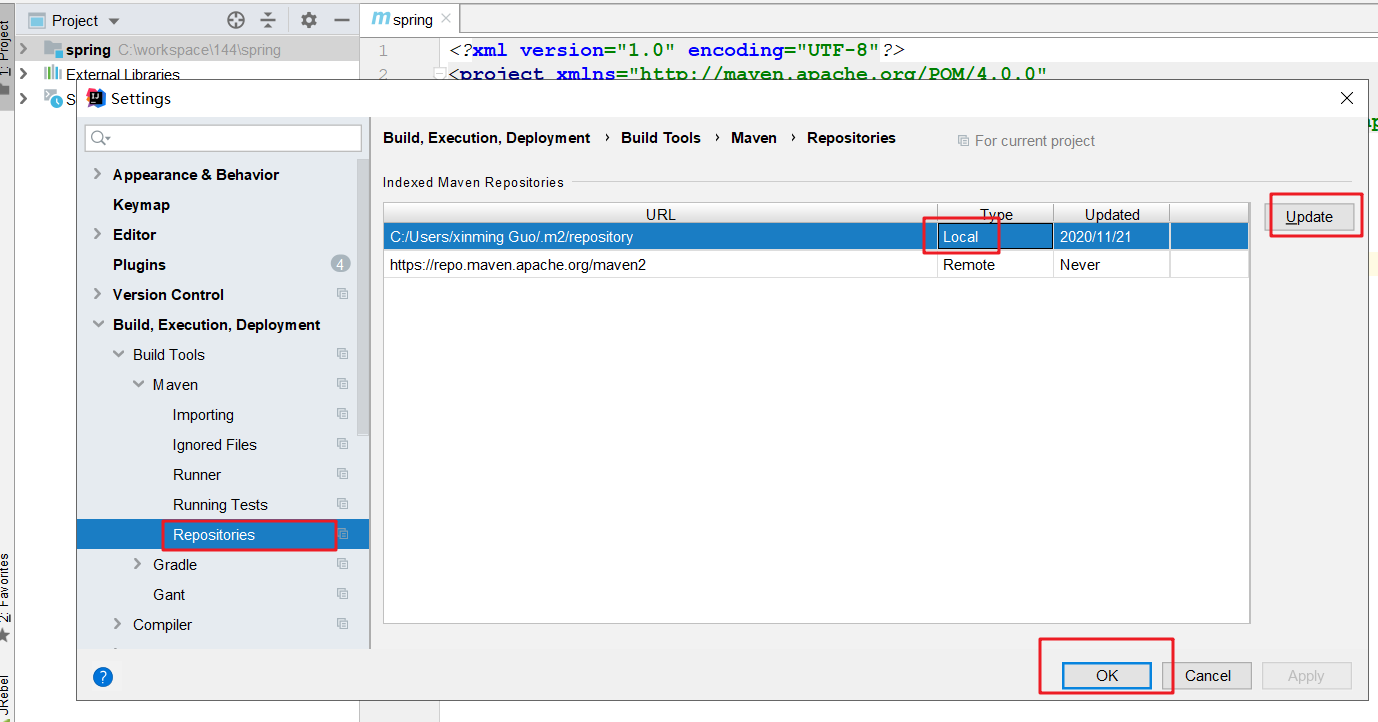 Project
1: Project
spring C:\workspace\144\spring
External Libraries
S
m spring
1 <?xml version="1.0" encoding="UTF-8"?>
2 <project xmlns="http://maven.apache.org/POM/4.0.0"
Settings
Build, Execution, Deployment › Build Tools › Maven › Repositories
For current project
Appearance & Behavior
Keymap
Editor
Plugins 4
Version Control
Build, Execution, Deployment
Build Tools
Maven
Importing
Ignored Files
Runner
Running Tests
Repositories
Gradle
Gant
Compiler
Indexed Maven Repositories
URL Type Updated
C:/Users/xinming Guo/.m2/repository Local 2020/11/21
https://repo.maven.apache.org/maven2 Remote Never
Update
?
OK Cancel Apply
2: Favorites
JRebel